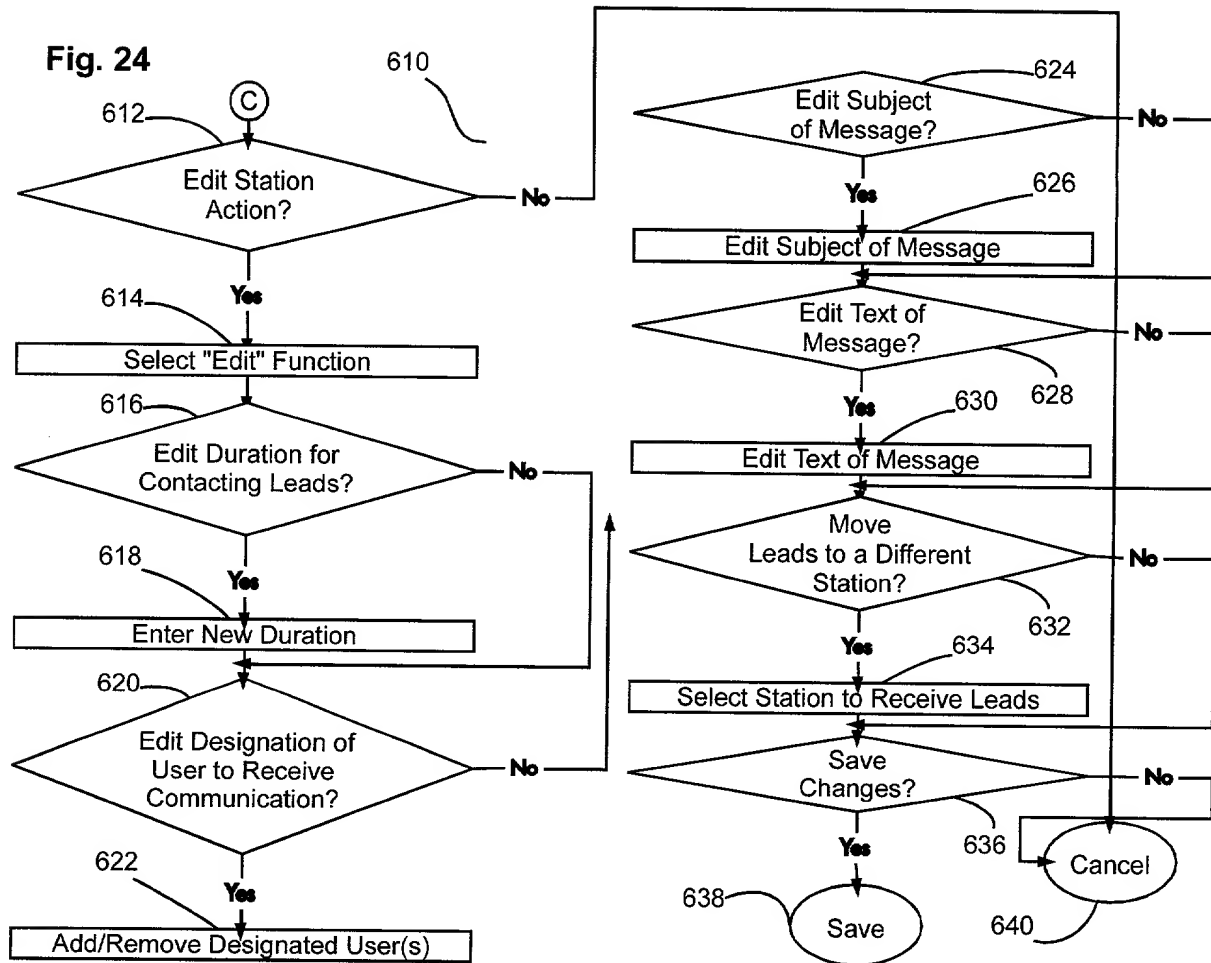 Fig. 24
610
C
612
Edit Station
Action?
No
Yes
614
Select "Edit" Function
616
Edit Duration for
Contacting Leads?
No
Yes
618
Enter New Duration
620
Edit Designation of
User to Receive
Communication?
No
Yes
622
Add/Remove Designated User(s)
624
Edit Subject
of Message?
No
Yes
626
Edit Subject of Message
Edit Text of
Message?
No
628
Yes
630
Edit Text of Message
Move
Leads to a Different
Station?
No
632
Yes
634
Select Station to Receive Leads
Save
Changes?
No
636
Yes
638
Save
Cancel
640